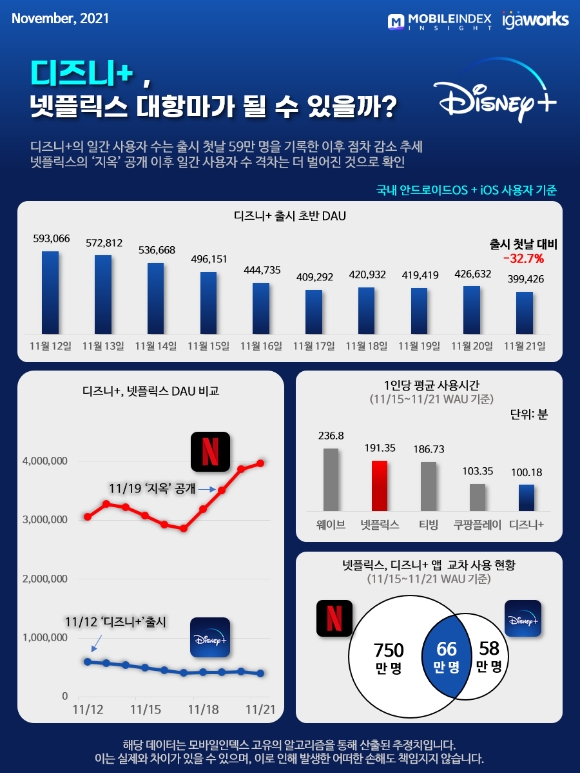 November, 2021
MOBILEINDEX
INSIGHT
igaworks
디즈니+ ,
넷플릭스 대항마가 될 수 있을까?
Disney+
디즈니+의 일간 사용자 수는 출시 첫날 59만 명을 기록한 이후 점차 감소 추세
넷플릭스의 ‘지옥’ 공개 이후 일간 사용자 수 격차는 더 벌어진 것으로 확인
국내 안드로이드OS + iOS 사용자 기준
디즈니+ 출시 초반 DAU
출시 첫날 대비
-32.7%
593,066 572,812 536,668 496,151 444,735 409,292 420,932 419,419 426,632 399,426
11월 12일 11월 13일 11월 14일 11월 15일 11월 16일 11월 17일 11월 18일 11월 19일 11월 20일 11월 21일
디즈니+, 넷플릭스 DAU 비교
N
4,000,000
11/19 ‘지옥’ 공개
3,000,000
2,000,000
11/12 ‘디즈니+’출시
Disney+
1,000,000
0
11/12 11/15 11/18 11/21
1인당 평균 사용시간
(11/15~11/21 WAU 기준)
단위: 분
236.8 191.35 186.73 103.35 100.18
웨이브 넷플릭스 티빙 쿠팡플레이 디즈니+
넷플릭스, 디즈니+ 앱 교차 사용 현황
(11/15~11/21 WAU 기준)
N
Disney+
750
만 명
66
만 명
58
만 명
해당 데이터는 모바일인덱스 고유의 알고리즘을 통해 산출된 추정치입니다.
이는 실제와 차이가 있을 수 있으며, 이로 인해 발생한 어떠한 손해도 책임지지 않습니다.